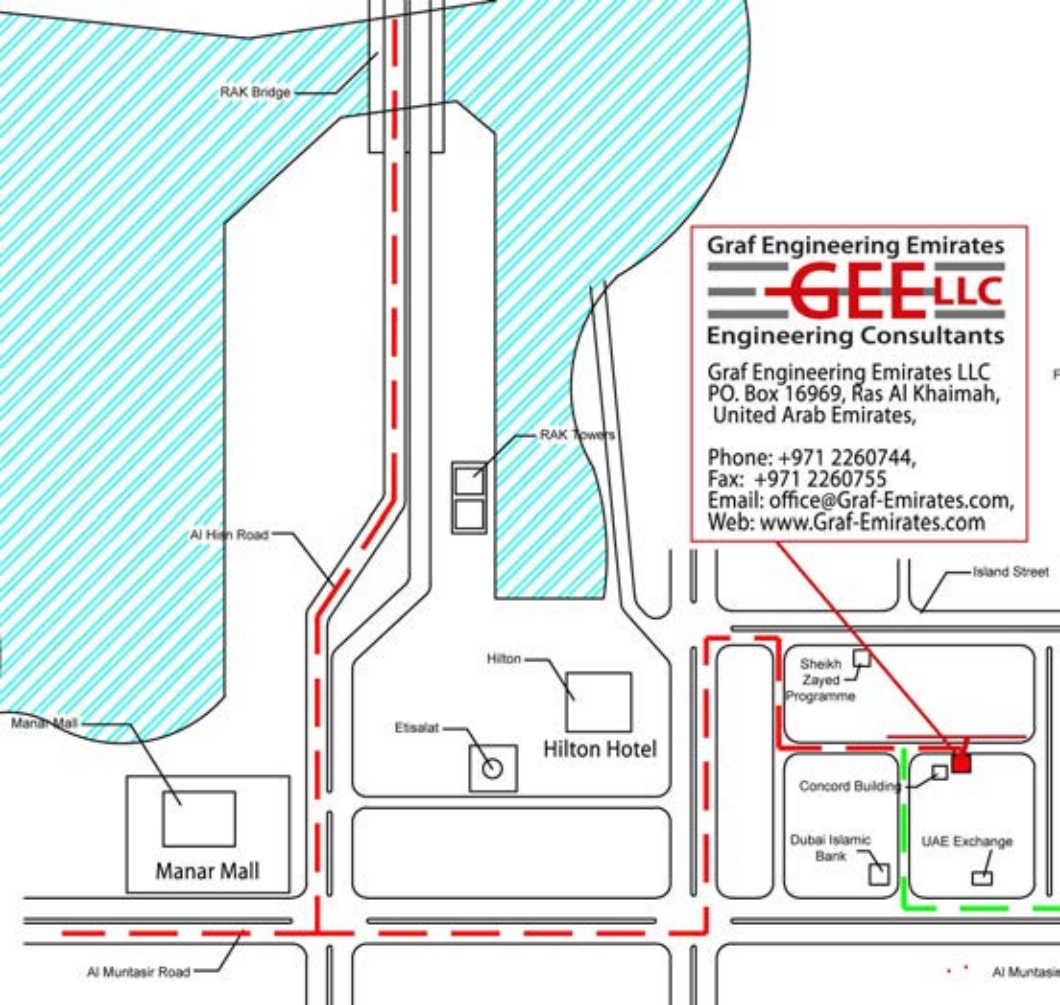 RAK Bridge
Graf Engineering Emirates
GEE LLC
Engineering Consultants
Graf Engineering Emirates LLC
PO. Box 16969, Ras Al Khaimah,
United Arab Emirates,
Phone: +971 2260744,
Fax: +971 2260755
Email: office@Graf-Emirates.com,
Web: www.Graf-Emirates.com
RAK Towers
Al Hisn Road
Island Street
Hilton
Sheikh
Zayed
Programme
Manar Mall
Etisalat
Hilton Hotel
Concord Building
Dubai Islamic
Bank
UAE Exchange
Manar Mall
Al Muntasir Road
Al Muntasi